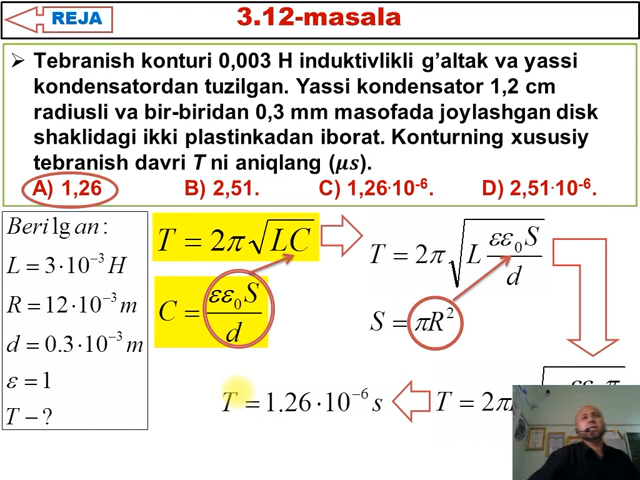 REJA
3.12-masala
➢ Tebranish konturi 0,003 H induktivlikli g’altak va yassi
kondensatordan tuzilgan. Yassi kondensator 1,2 cm
radiusli va bir-biridan 0,3 mm masofada joylashgan disk
shaklidagi ikki plastinkadan iborat. Konturning xususiy
tebranish davri T ni aniqlang (μs).
A) 1,26 B) 2,51. C) 1,26·10⁻⁶. D) 2,51·10⁻⁶.
Berilgan:
L = 3·10⁻³ H
R = 12·10⁻³ m
d = 0.3·10⁻³ m
ε = 1
T − ?
T = 2π√LC
C = εε₀S/d
T = 2π√(L εε₀S/d)
S = πR²
T = 2π
T = 1.26·10⁻⁶ s